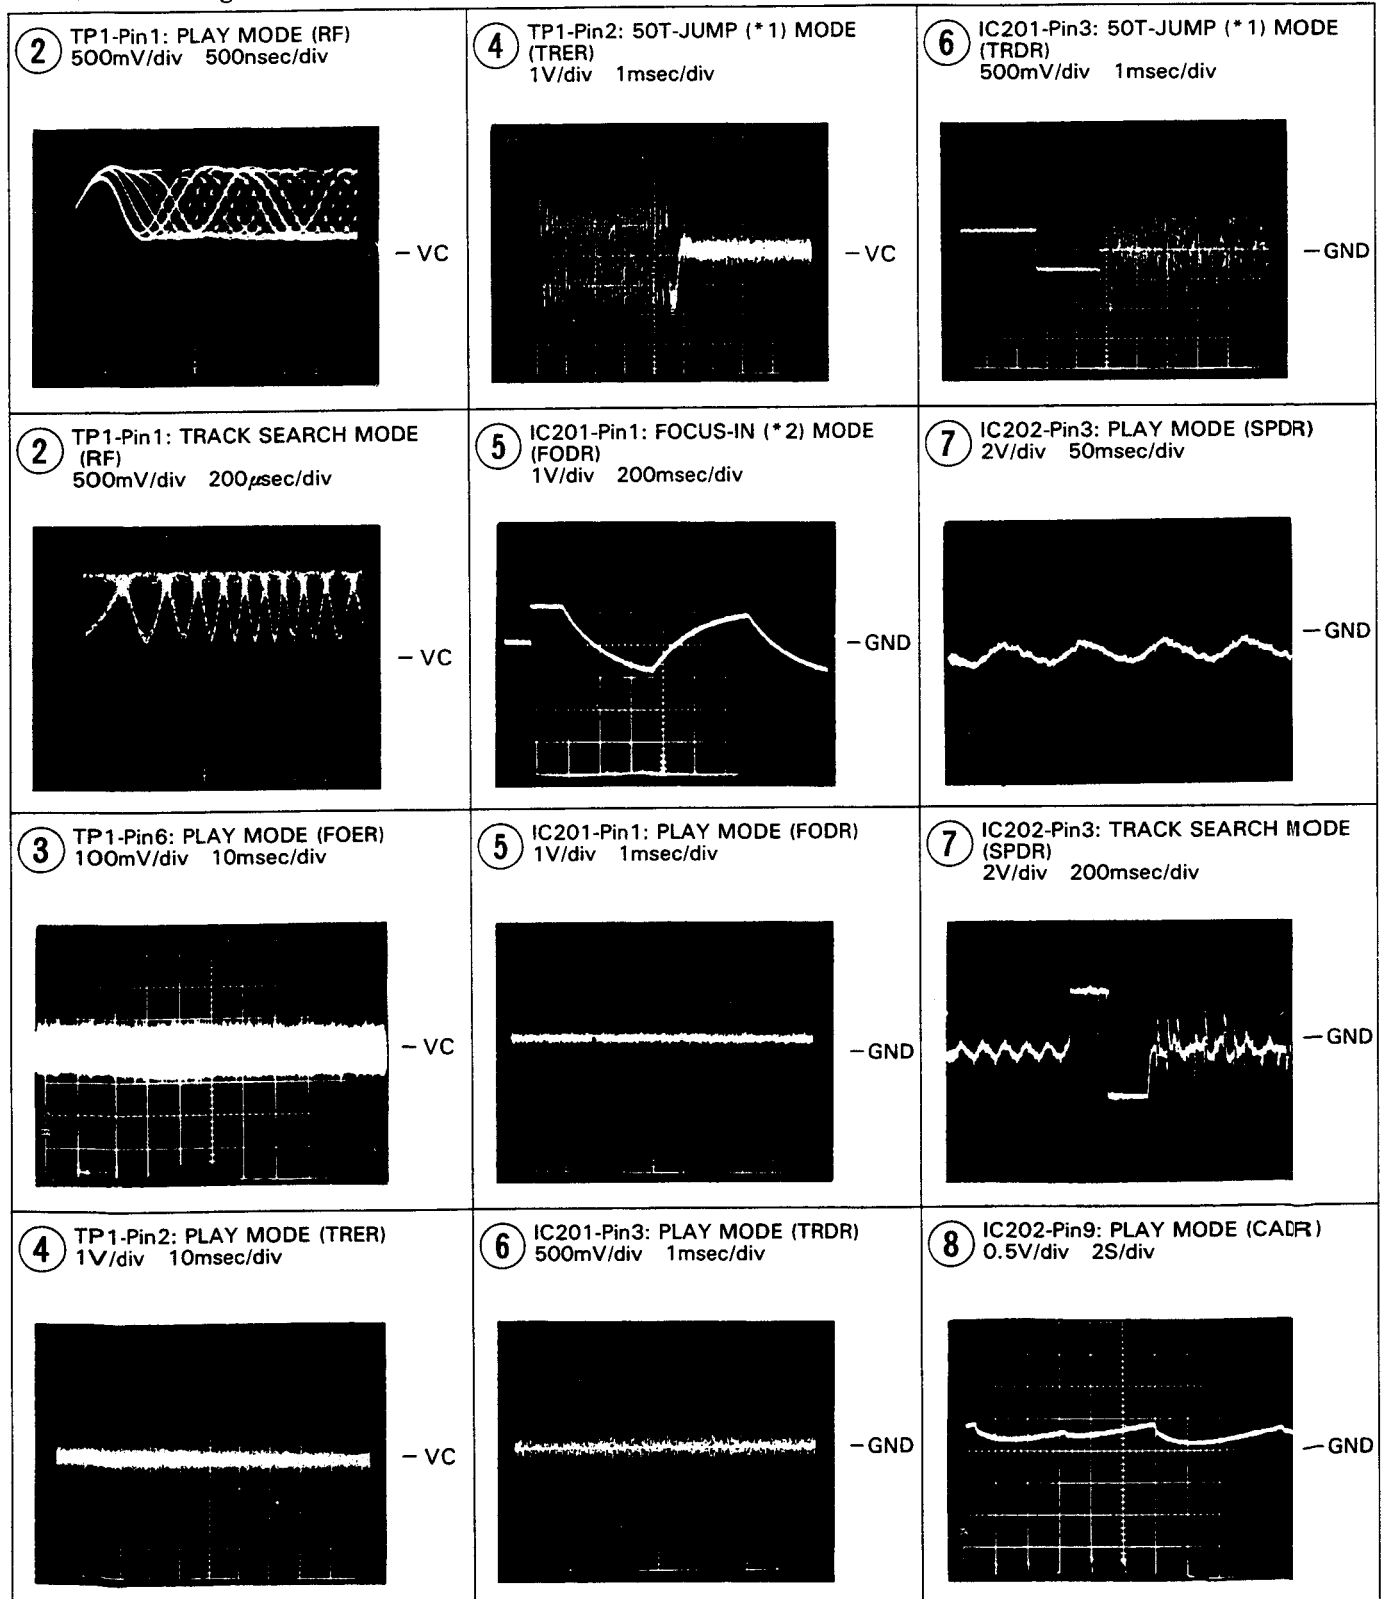 2 TP1-Pin1: PLAY MODE (RF)
500mV/div 500nsec/div
– VC
4 TP1-Pin2: 50T-JUMP (*1) MODE
(TRER)
1V/div 1msec/div
– VC
6 IC201-Pin3: 50T-JUMP (*1) MODE
(TRDR)
500mV/div 1msec/div
– GND
2 TP1-Pin1: TRACK SEARCH MODE
(RF)
500mV/div 200µsec/div
– VC
5 IC201-Pin1: FOCUS-IN (*2) MODE
(FODR)
1V/div 200msec/div
– GND
7 IC202-Pin3: PLAY MODE (SPDR)
2V/div 50msec/div
– GND
3 TP1-Pin6: PLAY MODE (FOER)
100mV/div 10msec/div
– VC
5 IC201-Pin1: PLAY MODE (FODR)
1V/div 1msec/div
– GND
7 IC202-Pin3: TRACK SEARCH MODE
(SPDR)
2V/div 200msec/div
– GND
4 TP1-Pin2: PLAY MODE (TRER)
1V/div 10msec/div
– VC
6 IC201-Pin3: PLAY MODE (TRDR)
500mV/div 1msec/div
– GND
8 IC202-Pin9: PLAY MODE (CADR)
0.5V/div 2S/div
– GND